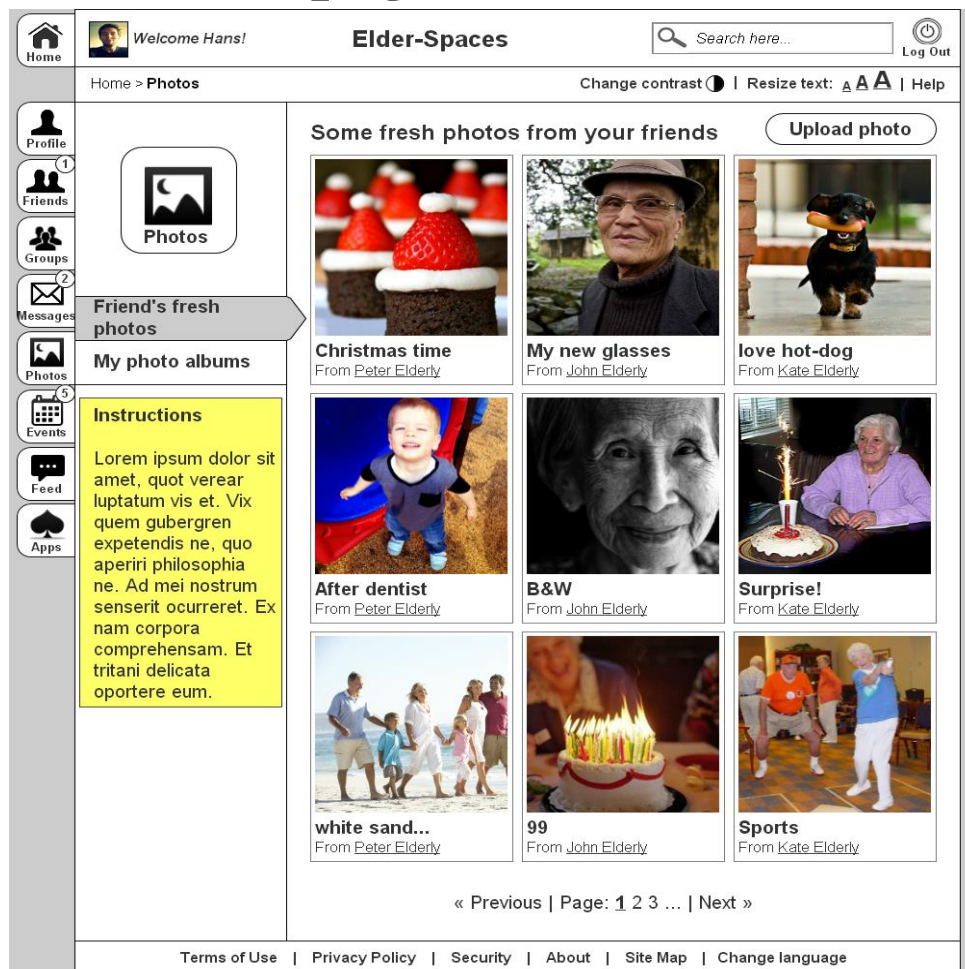 Home
Welcome Hans!
Elder-Spaces
Search here...
Log Out
Home > Photos
Change contrast | Resize text: A A A | Help
Profile
1
Friends
Groups
2
Messages
Photos
5
Events
Feed
Apps
Photos
Friend's fresh
photos
My photo albums
Instructions
Lorem ipsum dolor sit
amet, quot verear
luptatum vis et. Vix
quem gubergren
expetendis ne, quo
aperiri philosophia
ne. Ad mei nostrum
senserit ocurreret. Ex
nam corpora
comprehensam. Et
tritani delicata
oportere eum.
Some fresh photos from your friends
Upload photo
Christmas time
From Peter Elderly
My new glasses
From John Elderly
love hot-dog
From Kate Elderly
After dentist
From Peter Elderly
B&W
From John Elderly
Surprise!
From Kate Elderly
white sand...
From Peter Elderly
99
From John Elderly
Sports
From Kate Elderly
« Previous | Page: 1 2 3 ... | Next »
Terms of Use | Privacy Policy | Security | About | Site Map | Change language